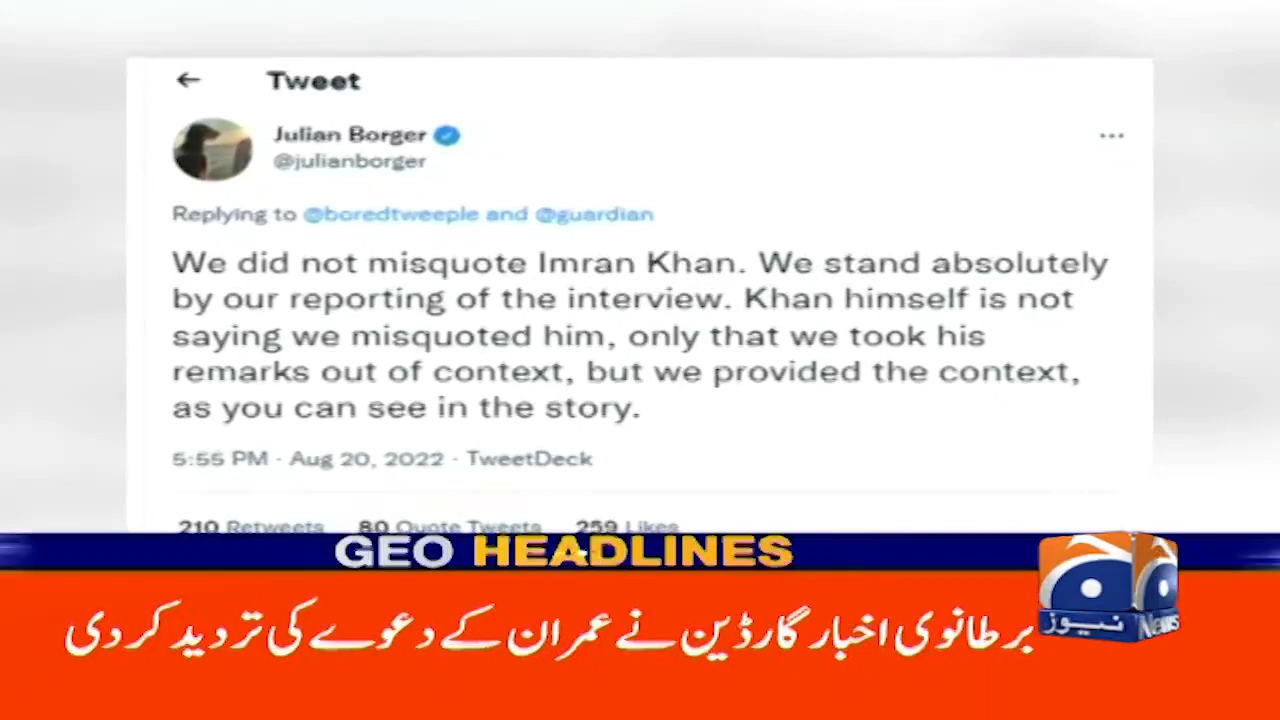 Tweet
Julian Borger
@julianborger
Replying to @boredtweeple and @guardian
We did not misquote Imran Khan. We stand absolutely
by our reporting of the interview. Khan himself is not
saying we misquoted him, only that we took his
remarks out of context, but we provided the context,
as you can see in the story.
5:55 PM · Aug 20, 2022 · TweetDeck
210 Retweets 80 Quote Tweets 259 Likes
GEO HEADLINES
برطانوی اخبار گارڈین نے عمران کے دعوے کی تردید کردی
نیوز News